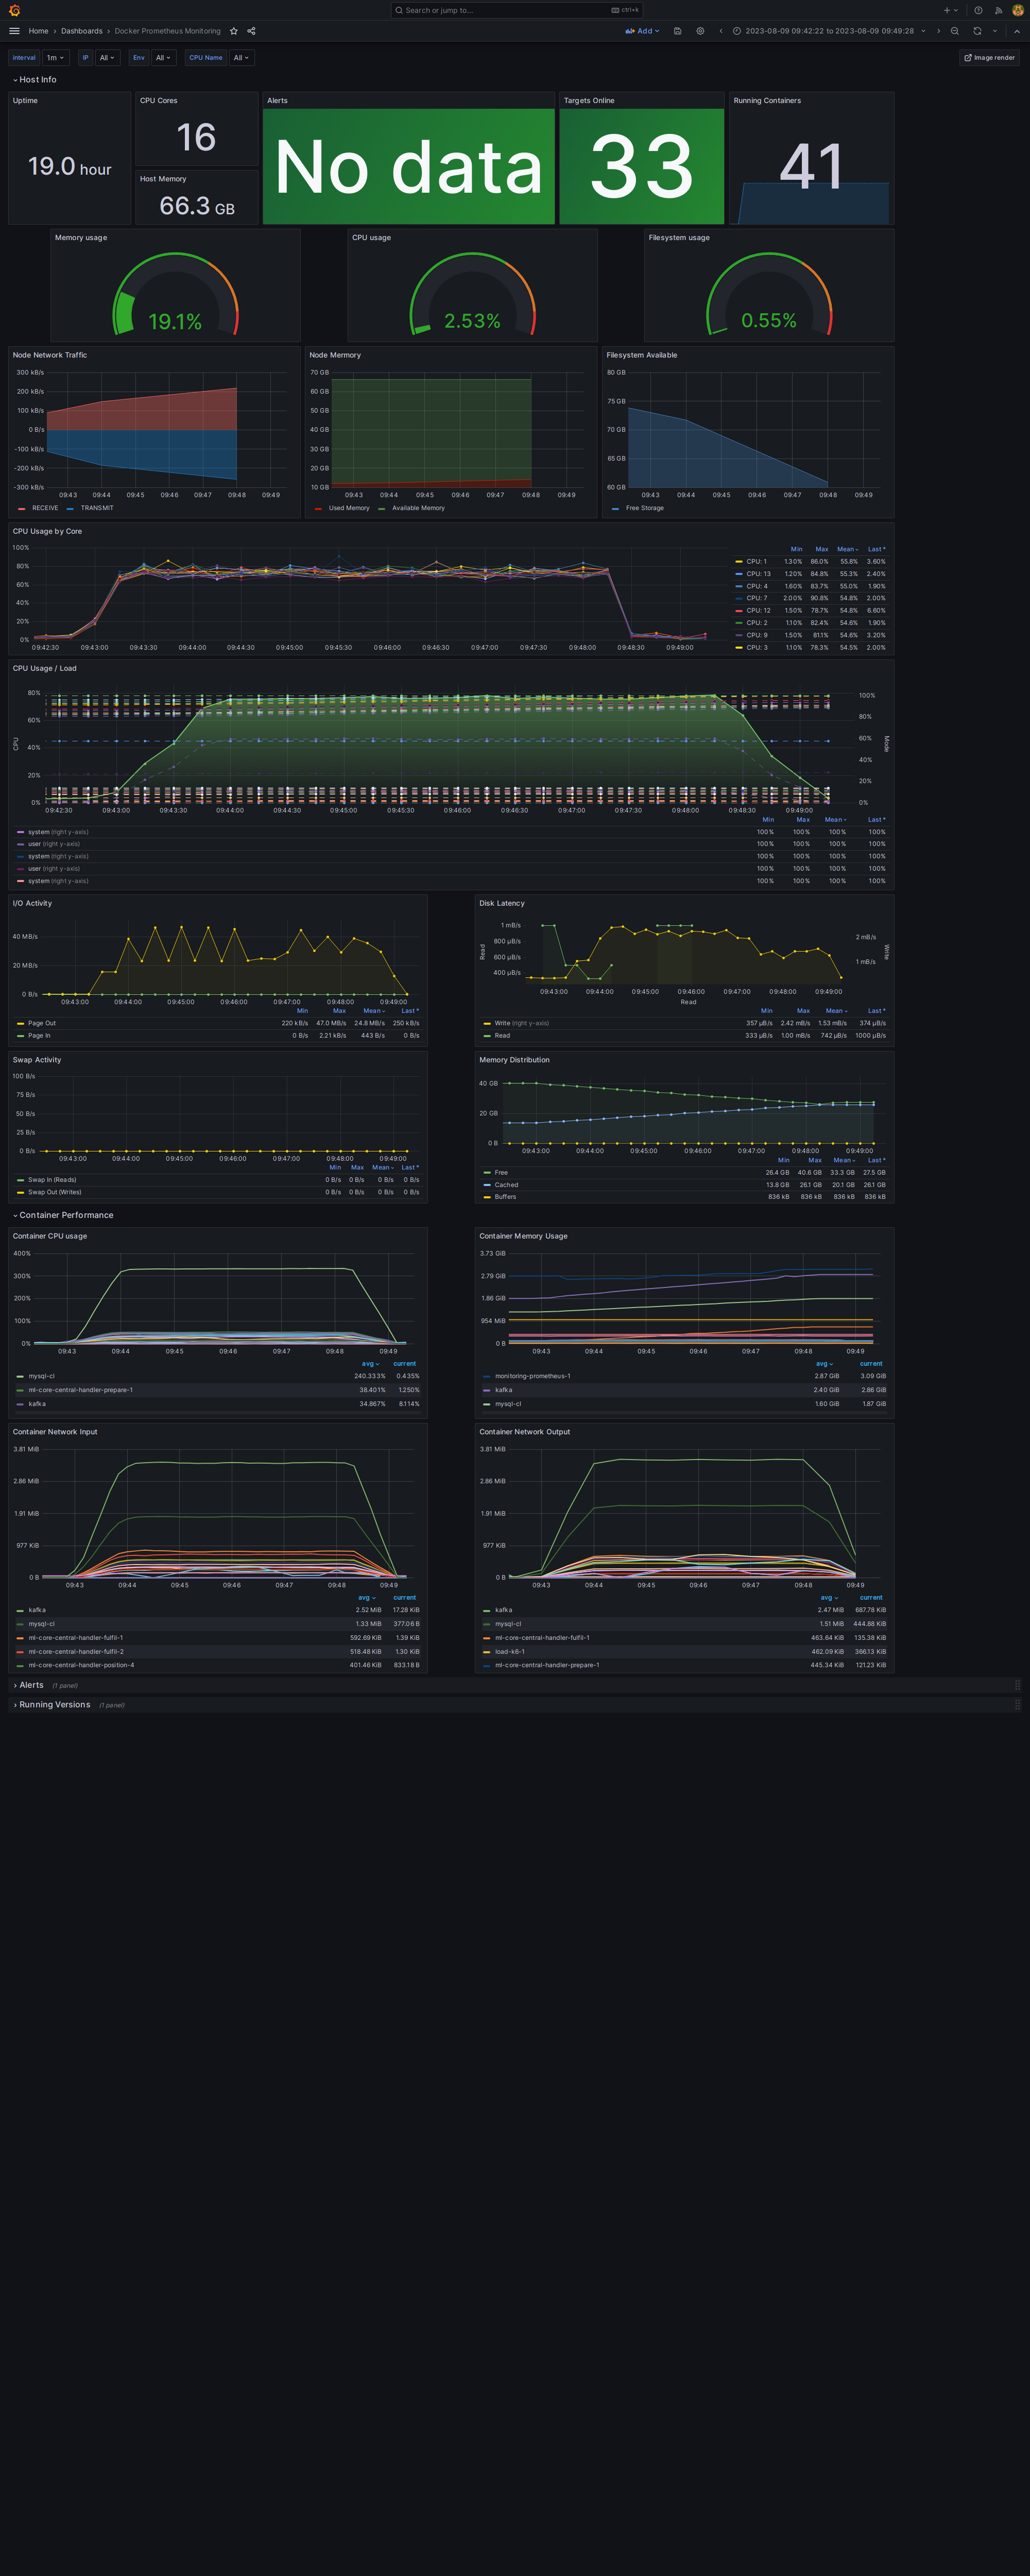 Search or jump to... ctrl+k
Home › Dashboards › Docker Prometheus Monitoring Add 2023-08-09 09:42:22 to 2023-08-09 09:49:28
Interval 1m IP All Env All CPU Name All Image render
Host Info
Uptime CPU Cores Alerts Targets Online Running Containers
19.0 hour 16 No data 33 41
Host Memory
66.3 GB
Memory usage CPU usage Filesystem usage
19.1% 2.53% 0.55%
Node Network Traffic Node Mermory Filesystem Available
300 kB/s 70 GB 80 GB
200 kB/s 60 GB 75 GB
100 kB/s 50 GB
0 B/s 40 GB 70 GB
-100 kB/s 30 GB
-200 kB/s 20 GB 65 GB
-300 kB/s 10 GB 60 GB
09:43 09:44 09:45 09:46 09:47 09:48 09:49 09:43 09:44 09:45 09:46 09:47 09:48 09:49 09:43 09:44 09:45 09:46 09:47 09:48 09:49
RECEIVE TRANSMIT Used Memory Available Memory Free Storage
CPU Usage by Core
100% 80% 60% 40% 20% 0%
09:42:30 09:43:00 09:43:30 09:44:00 09:44:30 09:45:00 09:45:30 09:46:00 09:46:30 09:47:00 09:47:30 09:48:00 09:48:30 09:49:00
Min Max Mean Last *
CPU: 1 1.30% 86.0% 55.8% 3.60%
CPU: 13 1.20% 84.8% 55.3% 2.40%
CPU: 4 1.60% 83.7% 55.0% 1.90%
CPU: 7 2.00% 90.8% 54.8% 2.00%
CPU: 12 1.50% 78.7% 54.8% 6.60%
CPU: 2 1.10% 82.4% 54.6% 1.90%
CPU: 9 1.50% 81.1% 54.6% 3.20%
CPU: 3 1.10% 78.3% 54.5% 2.00%
CPU Usage / Load
CPU 80% 60% 40% 20% 0%
Mode 100% 80% 60% 40% 20% 0%
09:42:30 09:43:00 09:43:30 09:44:00 09:44:30 09:45:00 09:45:30 09:46:00 09:46:30 09:47:00 09:47:30 09:48:00 09:48:30 09:49:00
Min Max Mean Last *
system (right y-axis) 100% 100% 100% 100%
user (right y-axis) 100% 100% 100% 100%
system (right y-axis) 100% 100% 100% 100%
user (right y-axis) 100% 100% 100% 100%
system (right y-axis) 100% 100% 100% 100%
I/O Activity
40 MB/s
20 MB/s
0 B/s
09:43:00 09:44:00 09:45:00 09:46:00 09:47:00 09:48:00 09:49:00
Min Max Mean Last *
Page Out 220 kB/s 47.0 MB/s 24.8 MB/s 250 kB/s
Page In 0 B/s 2.21 kB/s 443 B/s 0 B/s
Disk Latency
Read 1 mB/s 800 µB/s 600 µB/s 400 µB/s
Write 2 mB/s 1 mB/s
09:43:00 09:44:00 09:45:00 09:46:00 09:47:00 09:48:00 09:49:00
Read
Min Max Mean Last *
Write (right y-axis) 357 µB/s 2.42 mB/s 1.53 mB/s 374 µB/s
Read 333 µB/s 1.00 mB/s 742 µB/s 1000 µB/s
Swap Activity
100 B/s
75 B/s
50 B/s
25 B/s
0 B/s
09:43:00 09:44:00 09:45:00 09:46:00 09:47:00 09:48:00 09:49:00
Min Max Mean Last *
Swap In (Reads) 0 B/s 0 B/s 0 B/s 0 B/s
Swap Out (Writes) 0 B/s 0 B/s 0 B/s 0 B/s
Memory Distribution
40 GB
20 GB
0 B
09:43:00 09:44:00 09:45:00 09:46:00 09:47:00 09:48:00 09:49:00
Min Max Mean Last *
Free 26.4 GB 40.6 GB 33.3 GB 27.5 GB
Cached 13.8 GB 26.1 GB 20.1 GB 26.1 GB
Buffers 836 kB 836 kB 836 kB 836 kB
Container Performance
Container CPU usage
400%
300%
200%
100%
0%
09:43 09:44 09:45 09:46 09:47 09:48 09:49
avg current
mysql-cl 240.333% 0.435%
ml-core-central-handler-prepare-1 38.401% 1.250%
kafka 34.867% 8.114%
Container Memory Usage
3.73 GiB
2.79 GiB
1.86 GiB
954 MiB
0 B
09:43 09:44 09:45 09:46 09:47 09:48 09:49
avg current
monitoring-prometheus-1 2.87 GiB 3.09 GiB
kafka 2.40 GiB 2.86 GiB
mysql-cl 1.60 GiB 1.87 GiB
Container Network Input
3.81 MiB
2.86 MiB
1.91 MiB
977 KiB
0 B
09:43 09:44 09:45 09:46 09:47 09:48 09:49
avg current
kafka 2.52 MiB 17.28 KiB
mysql-cl 1.33 MiB 377.06 B
ml-core-central-handler-fulfil-1 592.69 KiB 1.39 KiB
ml-core-central-handler-fulfil-2 518.48 KiB 1.30 KiB
ml-core-central-handler-position-4 401.46 KiB 833.18 B
Container Network Output
3.81 MiB
2.86 MiB
1.91 MiB
977 KiB
0 B
09:43 09:44 09:45 09:46 09:47 09:48 09:49
avg current
kafka 2.47 MiB 687.78 KiB
mysql-cl 1.51 MiB 444.88 KiB
ml-core-central-handler-fulfil-1 463.64 KiB 135.38 KiB
load-k6-1 462.09 KiB 366.13 KiB
ml-core-central-handler-prepare-1 445.34 KiB 121.23 KiB
Alerts (1 panel)
Running Versions (1 panel)